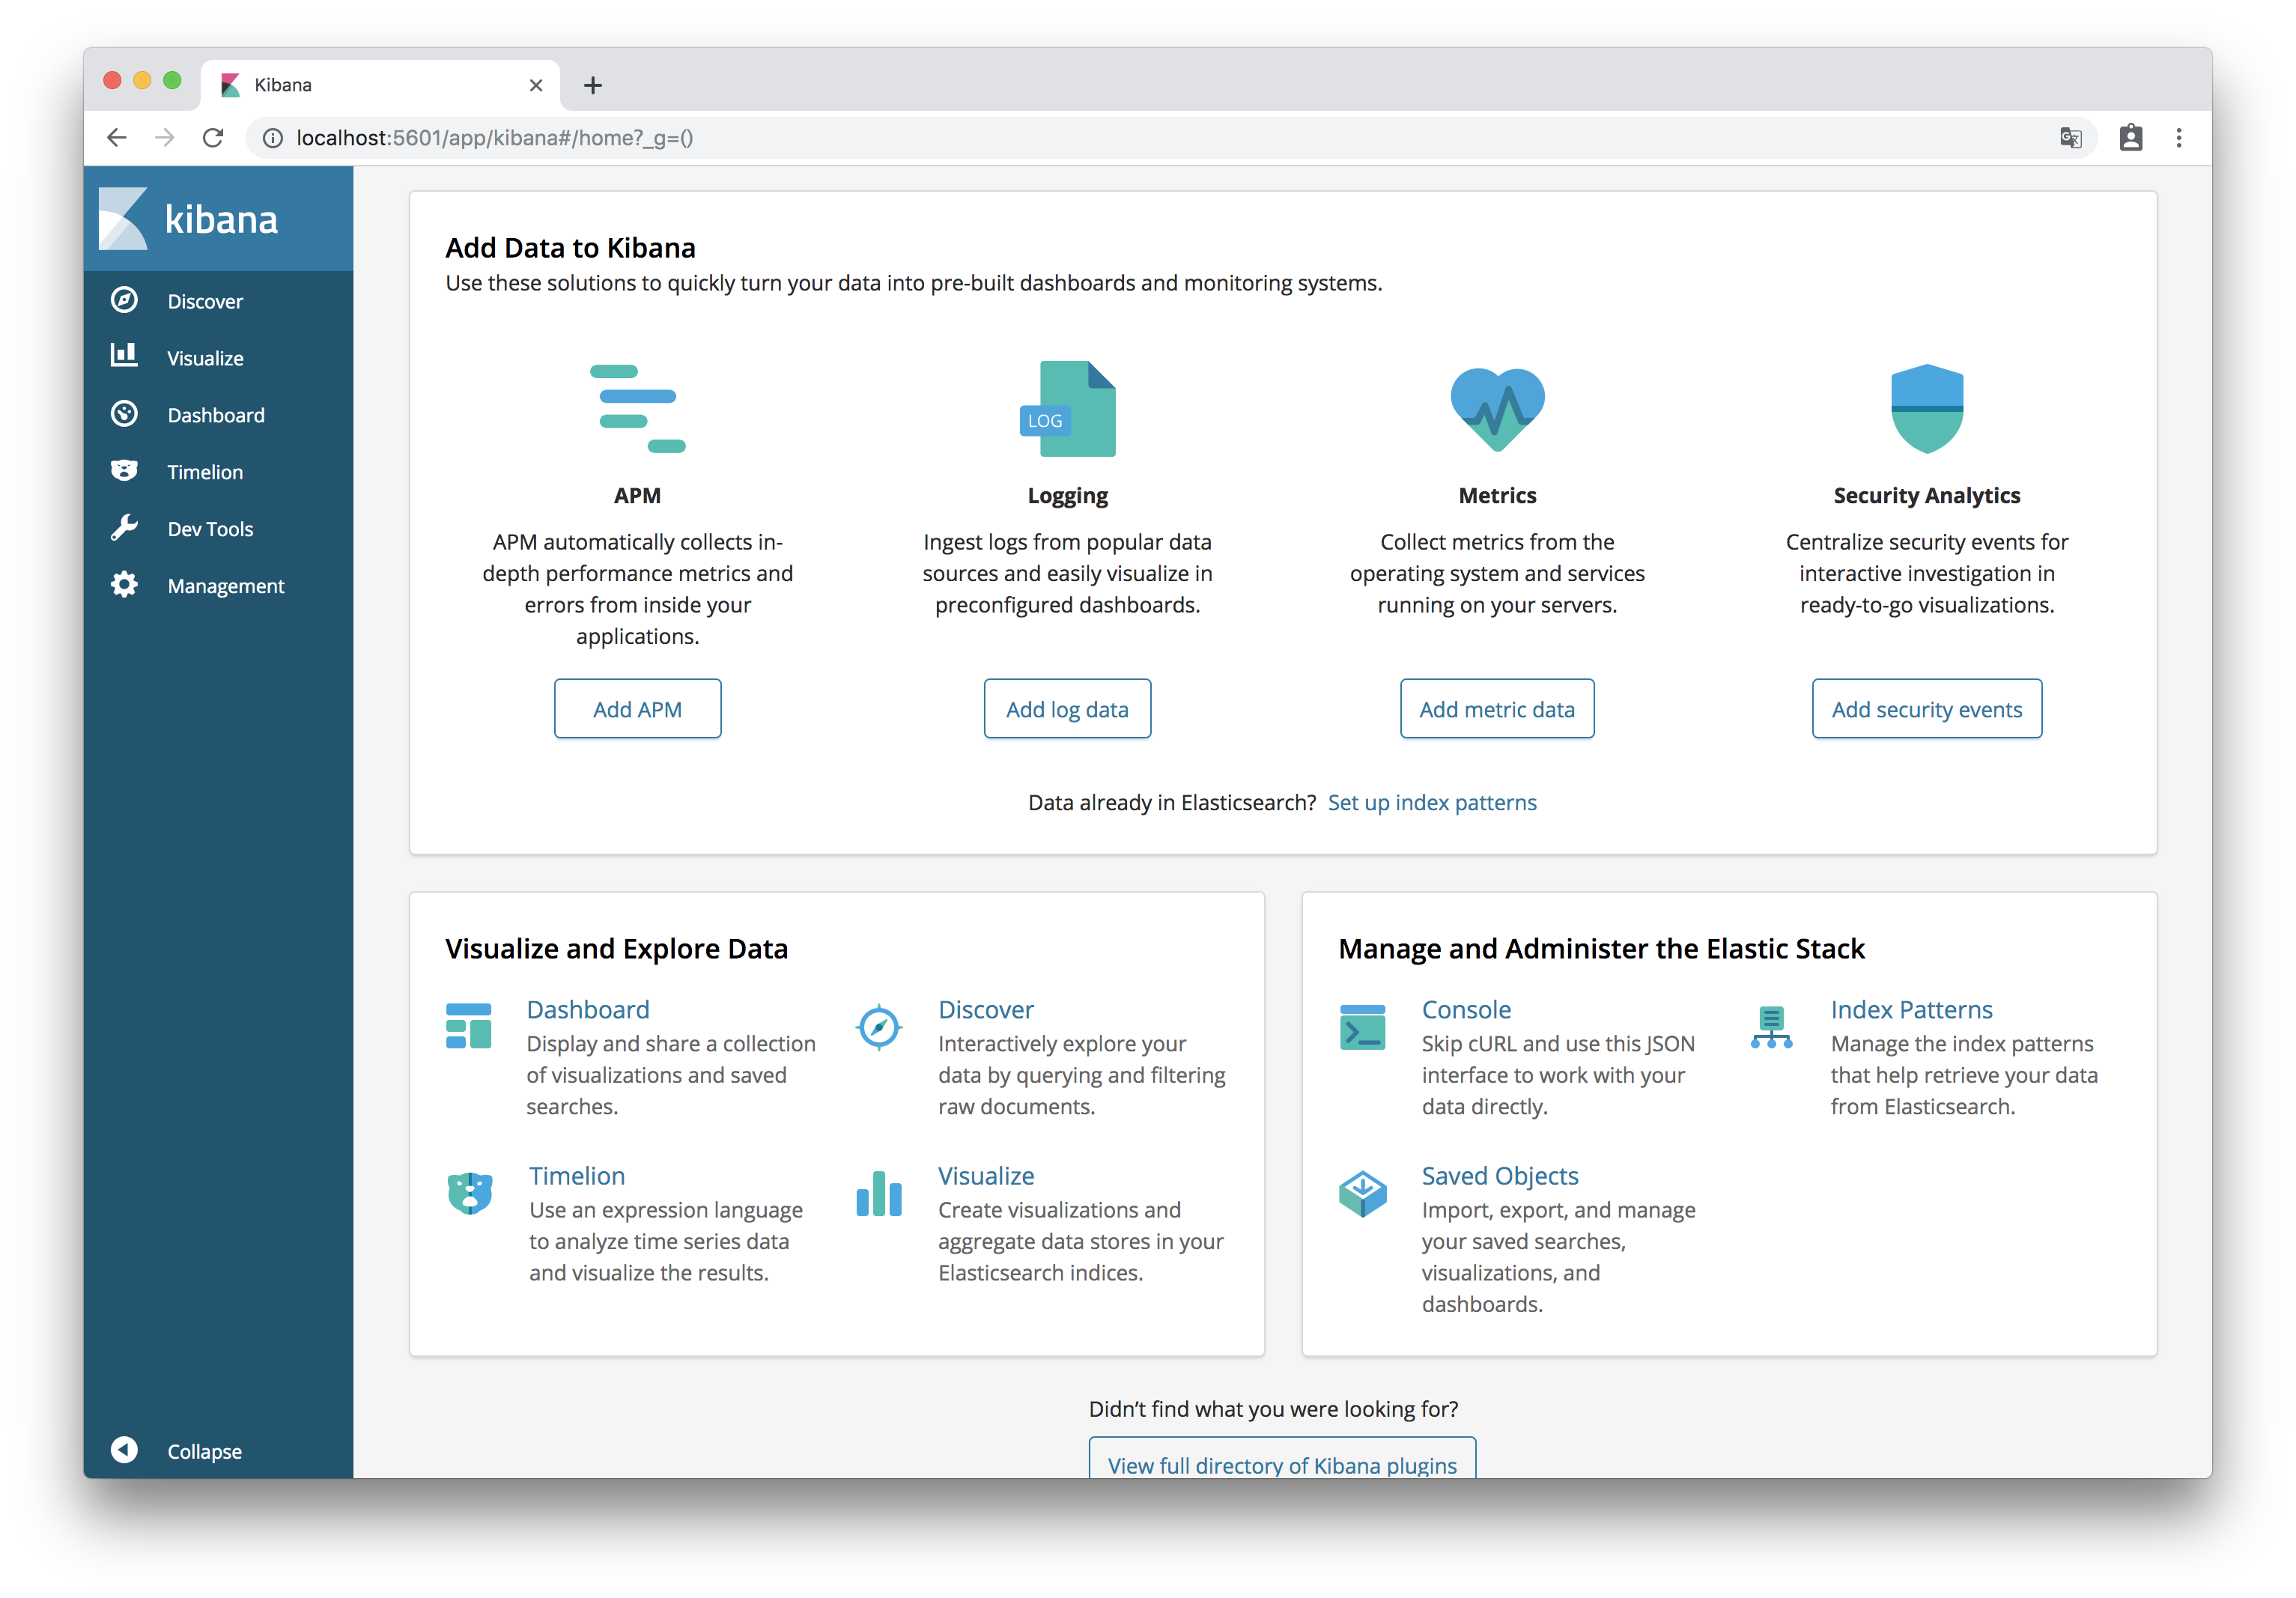 Kibana
localhost:5601/app/kibana#/home?_g=()
kibana
Discover
Visualize
Dashboard
Timelion
Dev Tools
Management
Collapse
Add Data to Kibana
Use these solutions to quickly turn your data into pre-built dashboards and monitoring systems.
LOG
APM
APM automatically collects in-
depth performance metrics and
errors from inside your
applications.
Add APM
Logging
Ingest logs from popular data
sources and easily visualize in
preconfigured dashboards.
Add log data
Metrics
Collect metrics from the
operating system and services
running on your servers.
Add metric data
Security Analytics
Centralize security events for
interactive investigation in
ready-to-go visualizations.
Add security events
Data already in Elasticsearch? Set up index patterns
Visualize and Explore Data
Dashboard
Display and share a collection
of visualizations and saved
searches.
Discover
Interactively explore your
data by querying and filtering
raw documents.
Timelion
Use an expression language
to analyze time series data
and visualize the results.
Visualize
Create visualizations and
aggregate data stores in your
Elasticsearch indices.
Manage and Administer the Elastic Stack
Console
Skip cURL and use this JSON
interface to work with your
data directly.
Index Patterns
Manage the index patterns
that help retrieve your data
from Elasticsearch.
Saved Objects
Import, export, and manage
your saved searches,
visualizations, and
dashboards.
Didn’t find what you were looking for?
View full directory of Kibana plugins